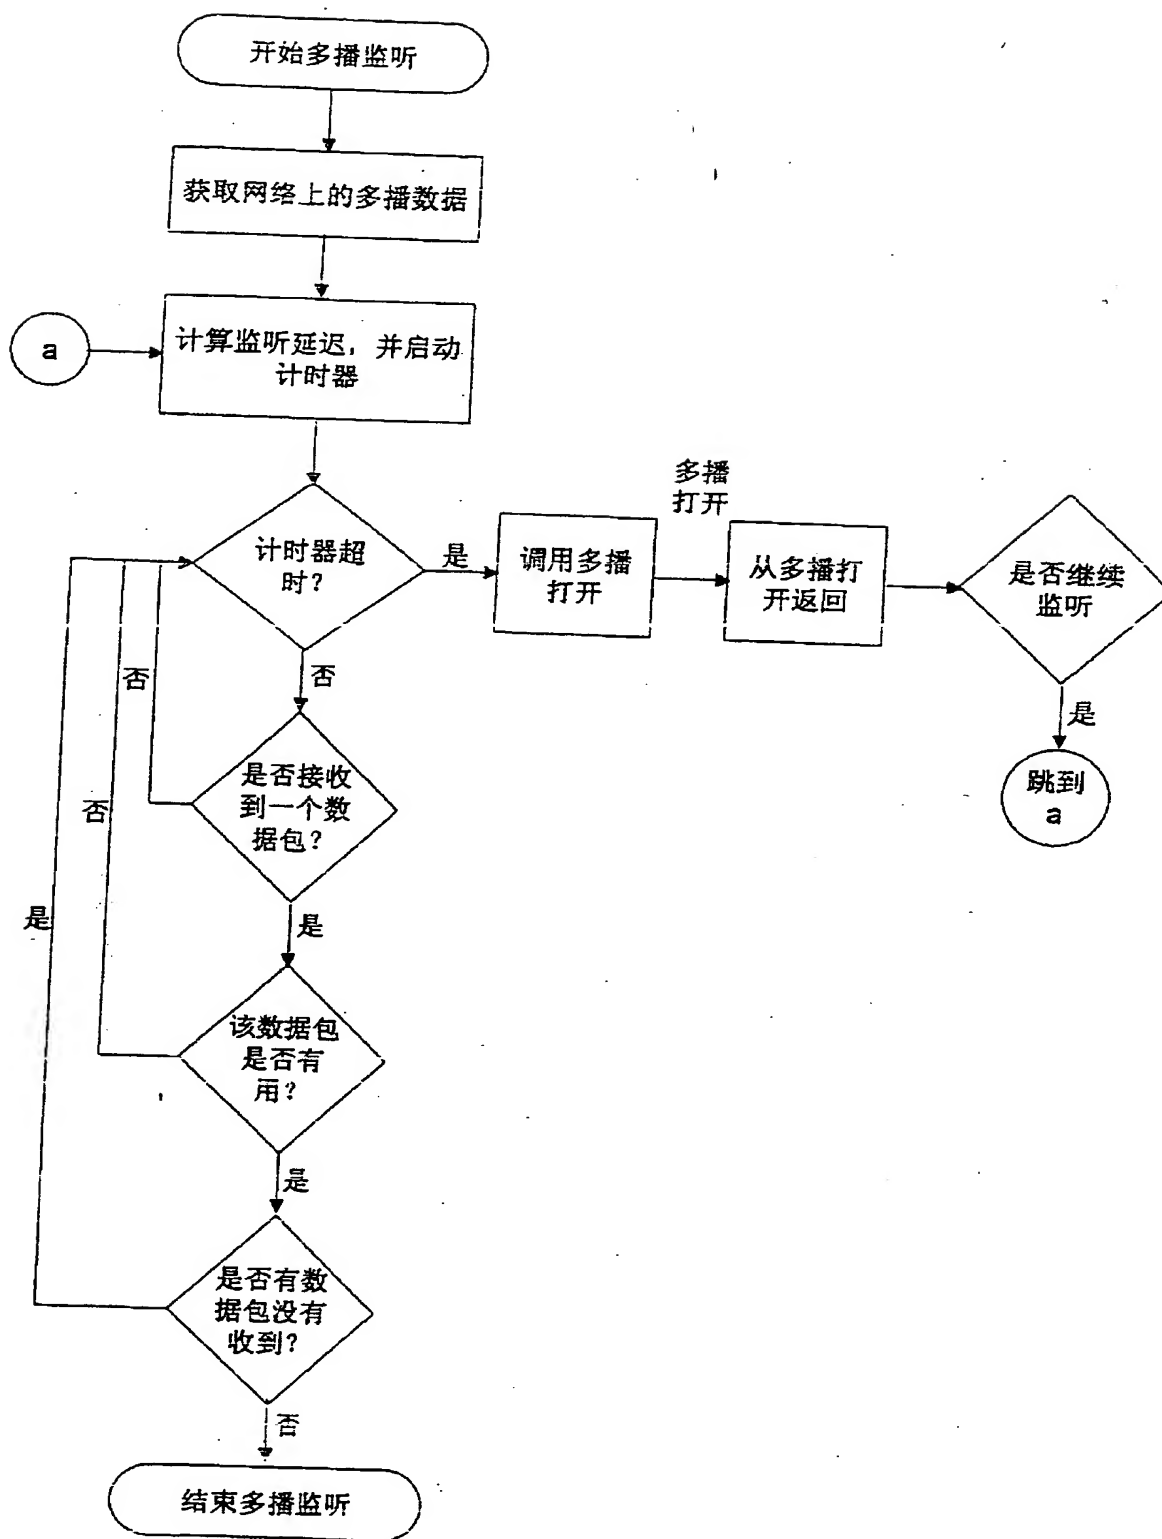 开始多播监听
获取网络上的多播数据
a
计算监听延迟，并启动
计时器
计时器超
时？
是
调用多播
打开
多播
打开
从多播打
开返回
是否继续
监听
是
跳到
a
否
否
是否接收
到一个数
据包？
否
是
是
该数据包
是否有
用？
是
是否有数
据包没有
收到？
否
结束多播监听